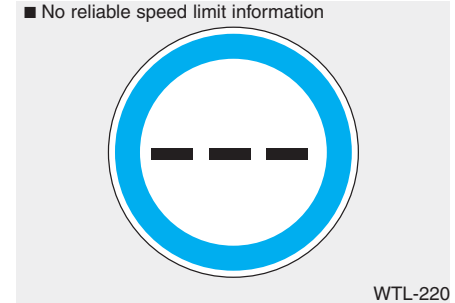 ■ No reliable speed limit information
---
WTL-220